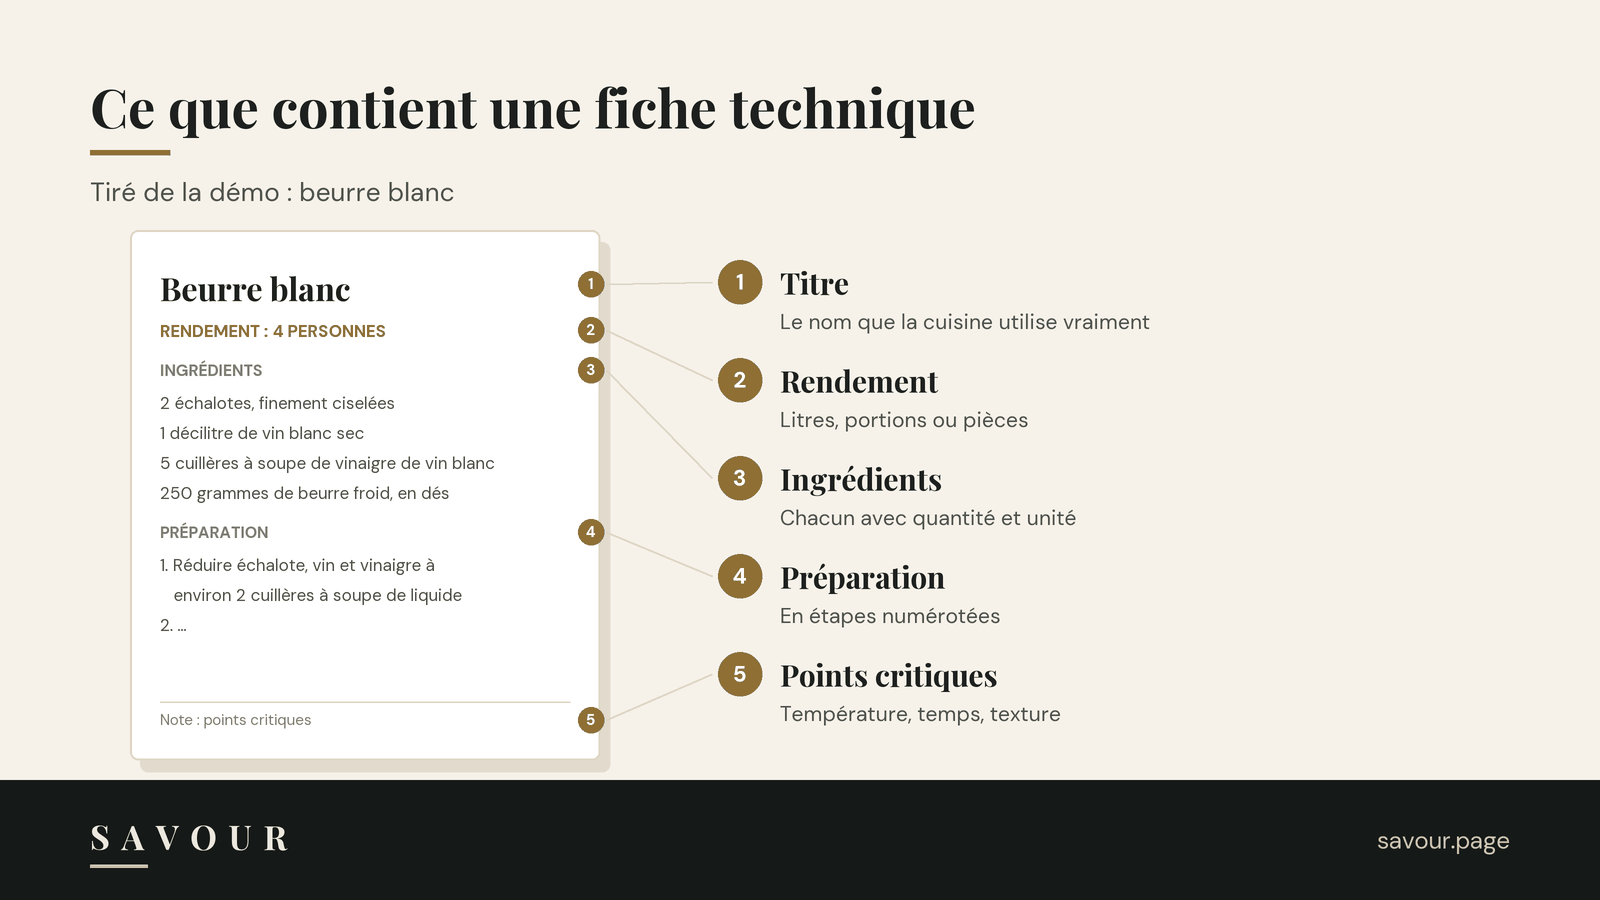 Ce que contient une fiche technique
Tiré de la démo : beurre blanc
Beurre blanc
RENDEMENT : 4 PERSONNES
INGRÉDIENTS
2 échalotes, finement ciselées
1 décilitre de vin blanc sec
5 cuillères à soupe de vinaigre de vin blanc
250 grammes de beurre froid, en dés
PRÉPARATION
1. Réduire échalote, vin et vinaigre à
environ 2 cuillères à soupe de liquide
2. ...
Note : points critiques
1
2
3
4
5
1 Titre
Le nom que la cuisine utilise vraiment
2 Rendement
Litres, portions ou pièces
3 Ingrédients
Chacun avec quantité et unité
4 Préparation
En étapes numérotées
5 Points critiques
Température, temps, texture
SAVOUR
savour.page